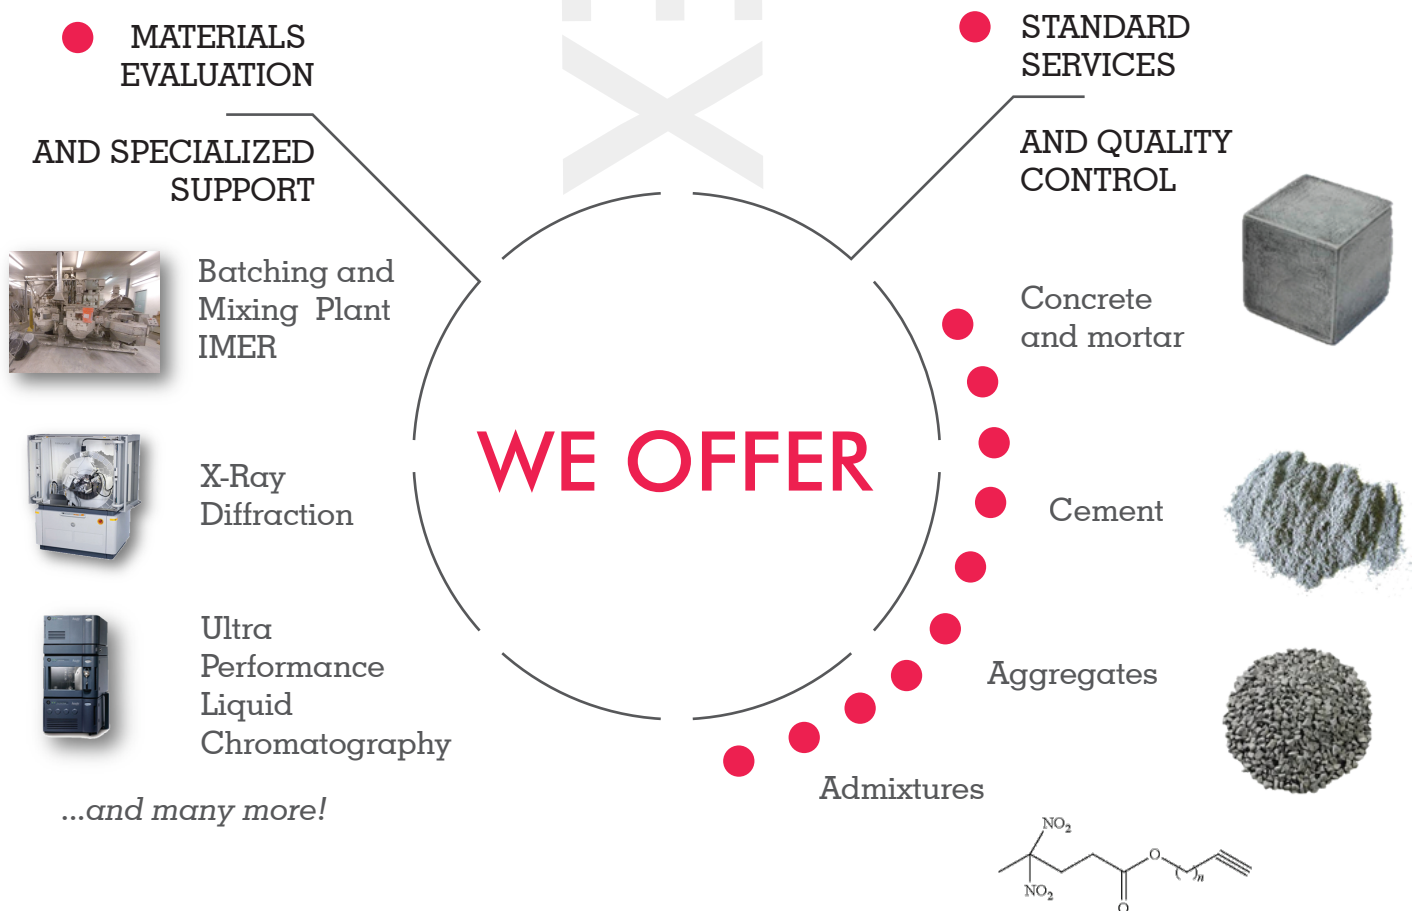 MATERIALS
EVALUATION
AND SPECIALIZED
SUPPORT
Batching and
Mixing Plant
IMER
X-Ray
Diffraction
Ultra
Performance
Liquid
Chromatography
...and many more!
XE
WE OFFER
STANDARD
SERVICES
AND QUALITY
CONTROL
Concrete
and mortar
Cement
Aggregates
Admixtures
NO2
O
n
NO2
O